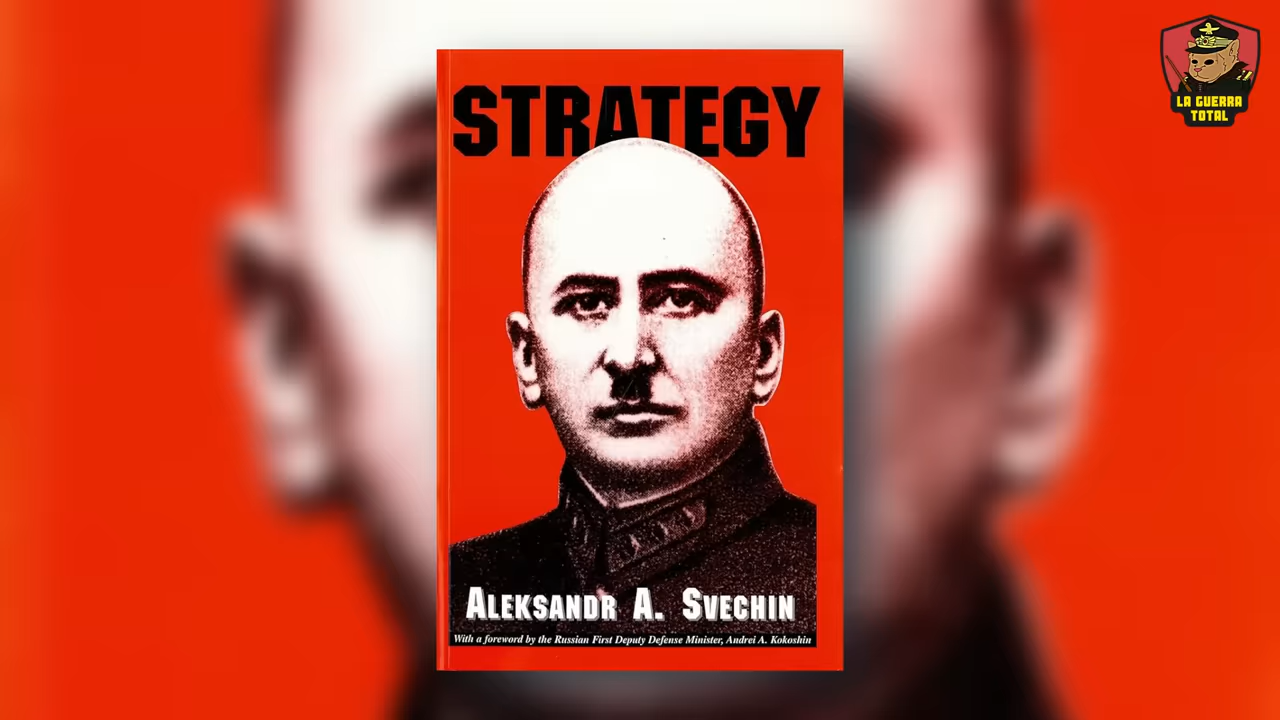 STRATEGY
ALEKSANDR A. SVECHIN
With a foreword by the Russian First Deputy Defense Minister, Andrei A. Kokoshin
LA GUERRA
TOTAL